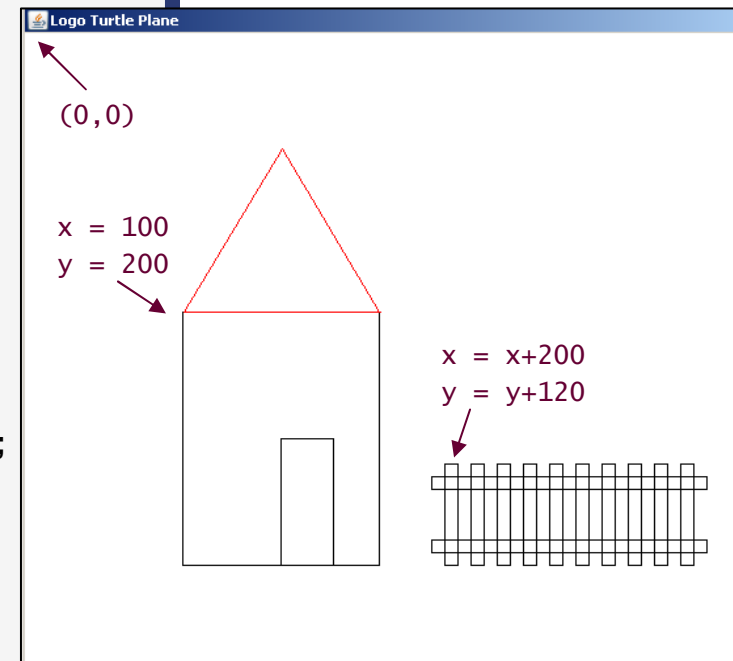 Logo Turtle Plane
(0,0)
x = 100
y = 200
x = x+200
y = y+120
;